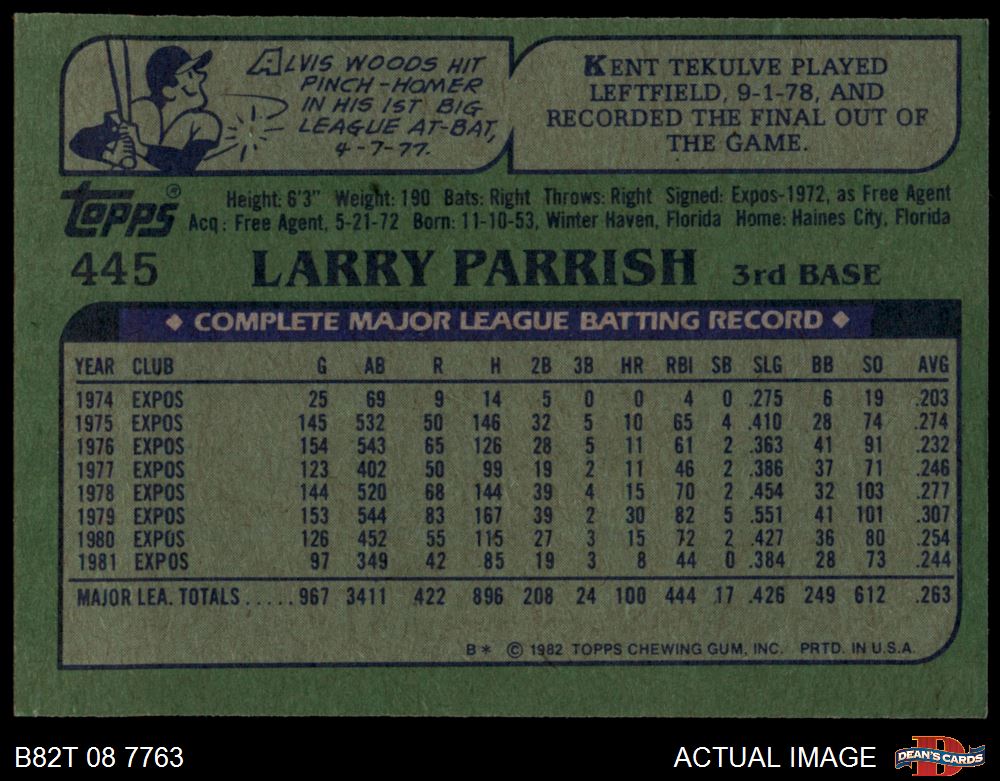 ALVIS WOODS HIT
PINCH-HOMER
IN HIS 1ST BIG
LEAGUE AT-BAT,
4-7-77.
KENT TEKULVE PLAYED
LEFTFIELD, 9-1-78, AND
RECORDED THE FINAL OUT OF
THE GAME.
Topps®
Height: 6'3" Weight: 190 Bats: Right Throws: Right Signed: Expos-1972, as Free Agent
Acq: Free Agent, 5-21-72 Born: 11-10-53, Winter Haven, Florida Home: Haines City, Florida
445 LARRY PARRISH 3rd BASE
◆ COMPLETE MAJOR LEAGUE BATTING RECORD ◆
YEAR CLUB G AB R H 2B 3B HR RBI SB SLG BB SO AVG
1974 EXPOS 25 69 9 14 5 0 0 4 0 .275 6 19 .203
1975 EXPOS 145 532 50 146 32 5 10 65 4 .410 28 74 .274
1976 EXPOS 154 543 65 126 28 5 11 61 2 .363 41 91 .232
1977 EXPOS 123 402 50 99 19 2 11 46 2 .386 37 71 .246
1978 EXPOS 144 520 68 144 39 4 15 70 2 .454 32 103 .277
1979 EXPOS 153 544 83 167 39 2 30 82 5 .551 41 101 .307
1980 EXPOS 126 452 55 115 27 3 15 72 2 .427 36 80 .254
1981 EXPOS 97 349 42 85 19 3 8 44 0 .384 28 73 .244
MAJOR LEA. TOTALS.....967 3411 422 896 208 24 100 444 17 .426 249 612 .263
B* © 1982 TOPPS CHEWING GUM, INC. PRTD. IN U.S.A.
B82T 08 7763
ACTUAL IMAGE
D
DEAN'S CARDS